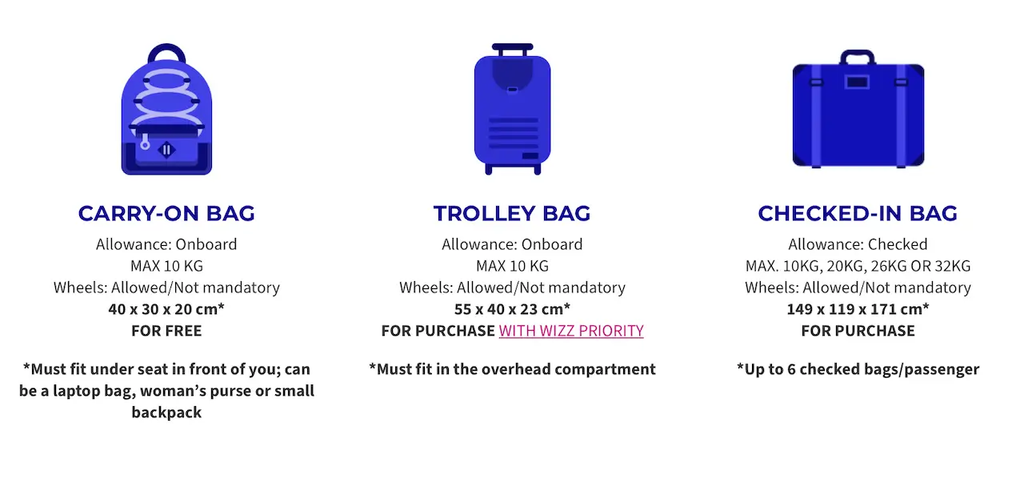 CARRY-ON BAG
Allowance: Onboard
MAX 10 KG
Wheels: Allowed/Not mandatory
40 x 30 x 20 cm*
FOR FREE
*Must fit under seat in front of you; can
be a laptop bag, woman’s purse or small
backpack
TROLLEY BAG
Allowance: Onboard
MAX 10 KG
Wheels: Allowed/Not mandatory
55 x 40 x 23 cm*
FOR PURCHASE WITH WIZZ PRIORITY
*Must fit in the overhead compartment
CHECKED-IN BAG
Allowance: Checked
MAX. 10KG, 20KG, 26KG OR 32KG
Wheels: Allowed/Not mandatory
149 x 119 x 171 cm*
FOR PURCHASE
*Up to 6 checked bags/passenger